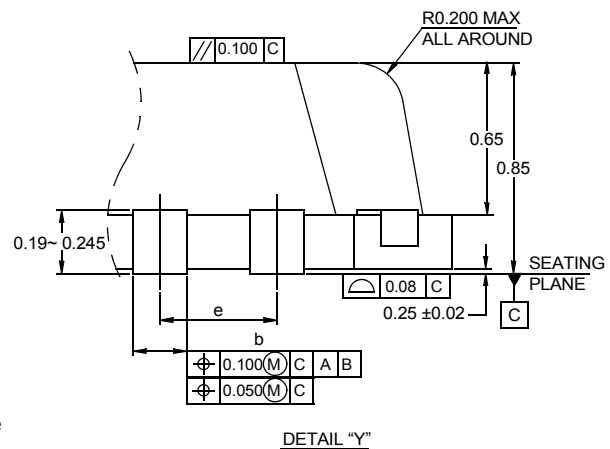 R0.200 MAX
ALL AROUND
// 0.100 C
0.65
0.85
0.19~ 0.245
SEATING
PLANE
⌓ 0.08 C
0.25 ±0.02
C
e
b
⌖ 0.100 Ⓜ C A B
⌖ 0.050 Ⓜ C
e
DETAIL “Y”